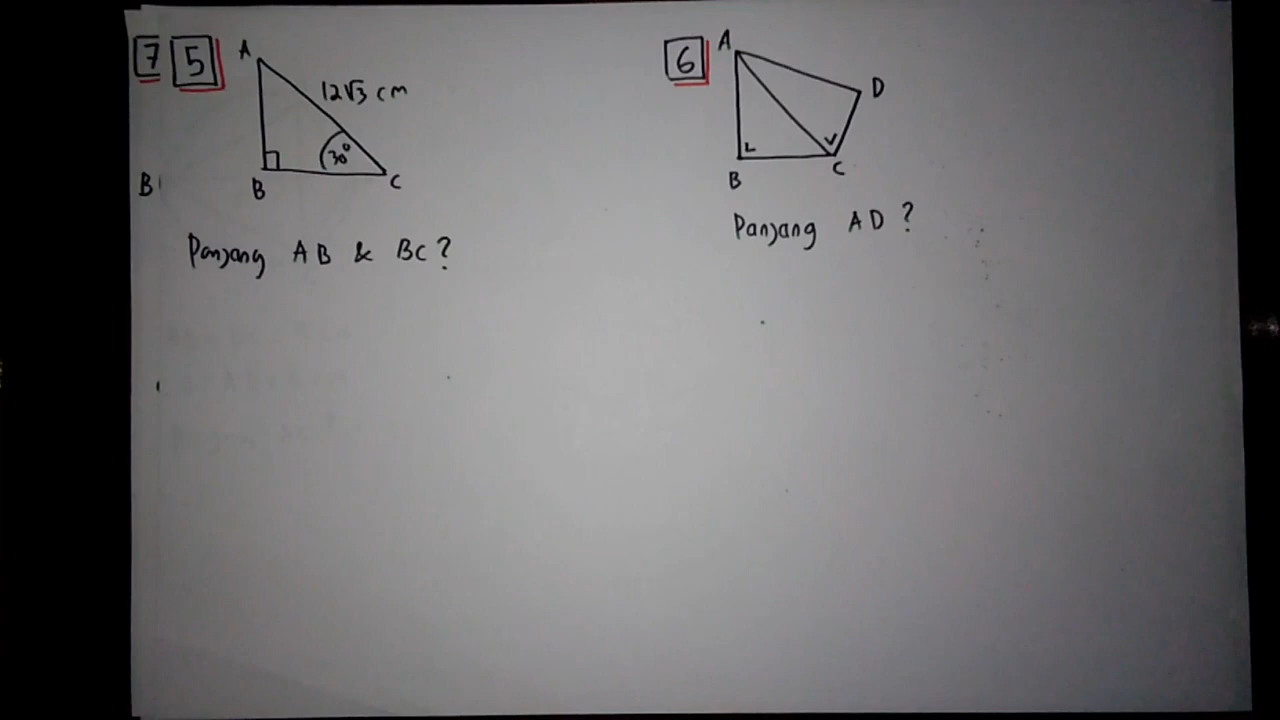 7 5
A
12√3 cm
30°
B
B
C
Panjang AB & BC?
6
A
D
B
C
Panjang AD?